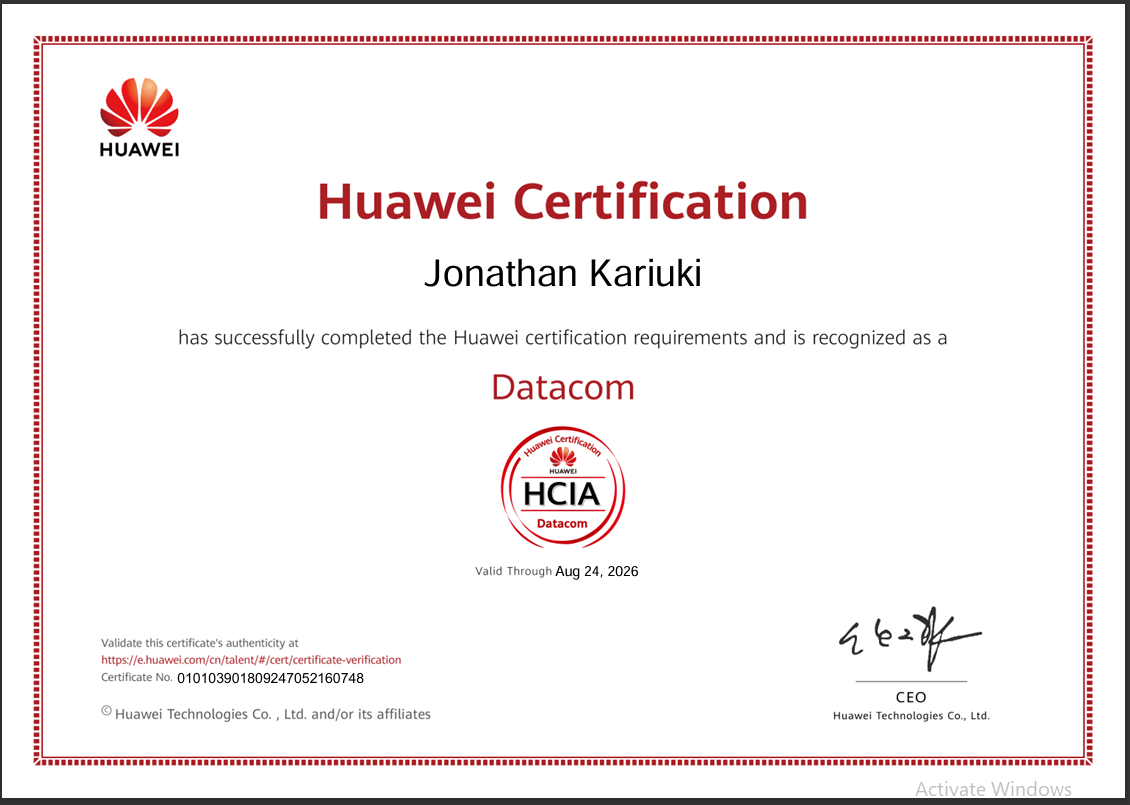 HUAWEI
Huawei Certification
Jonathan Kariuki
has successfully completed the Huawei certification requirements and is recognized as a
Datacom
Huawei Certification
HUAWEI
HCIA
Datacom
Valid Through Aug 24, 2026
Validate this certificate's authenticity at
https://e.huawei.com/cn/talent/#/cert/certificate-verification
Certificate No. 010103901809247052160748
© Huawei Technologies Co. , Ltd. and/or its affiliates
CEO
Huawei Technologies Co., Ltd.
Activate Windows